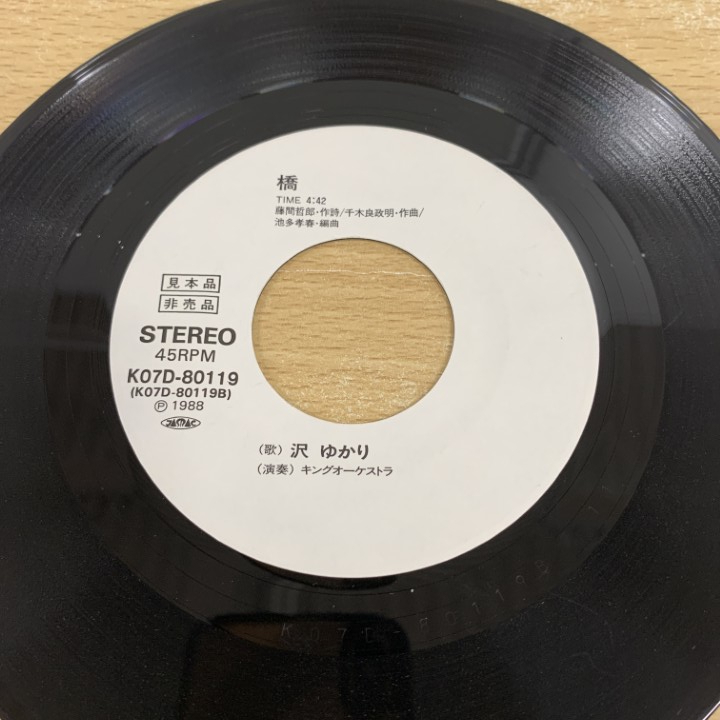 橋
TIME 4:42
藤間哲郎・作詩/千木良政明・作曲/
池多孝春・編曲
見本品
非売品
STEREO
45RPM
K07D-80119
(K07D-80119B)
Ⓟ 1988
JASRAC
(歌) 沢 ゆかり
(演奏) キングオーケストラ